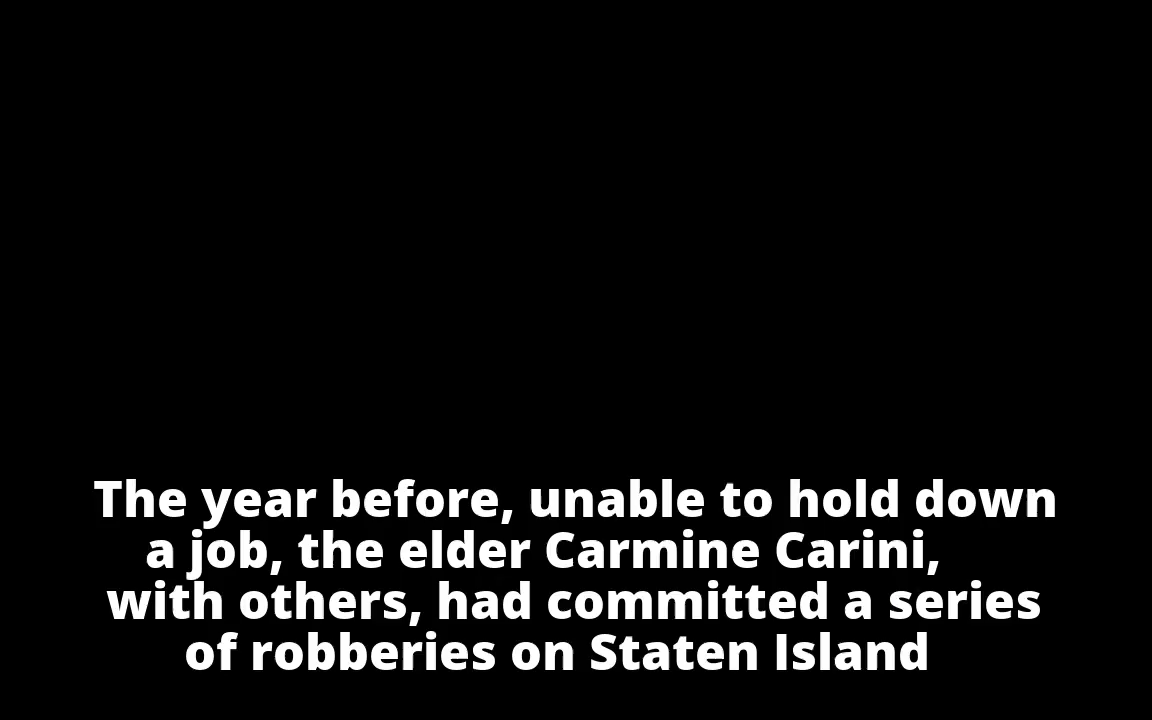 The year before, unable to hold down
a job, the elder Carmine Carini,
with others, had committed a series
of robberies on Staten Island